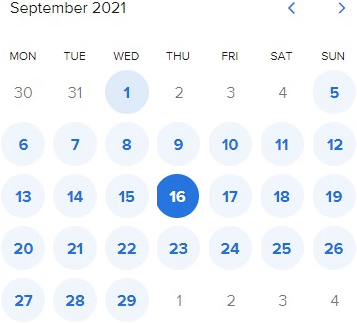 September 2021
MON TUE WED THU FRI SAT SUN
30 31 1 2 3 4 5
6 7 8 9 10 11 12
13 14 15 16 17 18 19
20 21 22 23 24 25 26
27 28 29 1 2 3 4